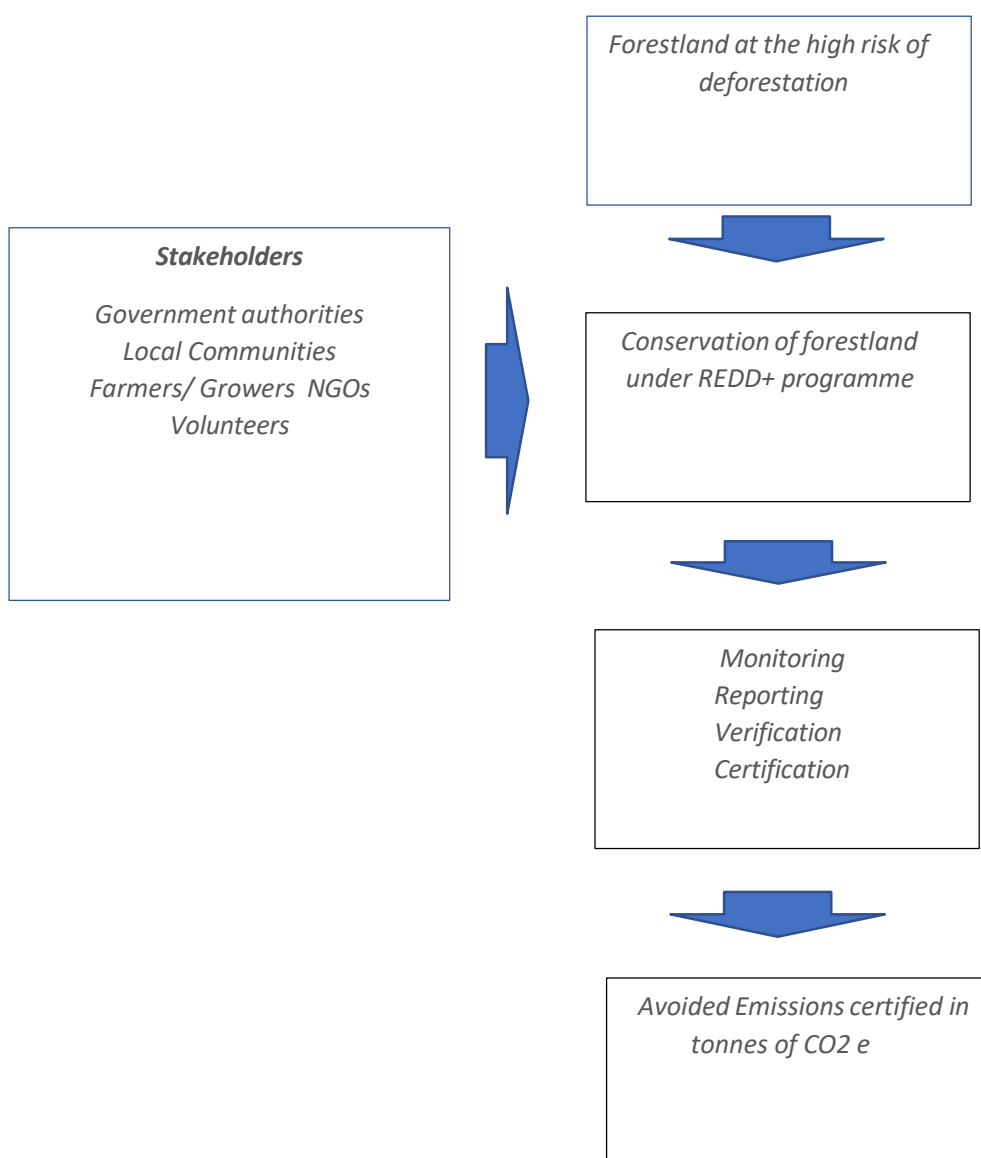 Forestland at the high risk of
deforestation
Stakeholders
Government authorities
Local Communities
Farmers/ Growers NGOs
Volunteers
Conservation of forestland
under REDD+ programme
Monitoring
Reporting
Verification
Certification
Avoided Emissions certified in
tonnes of CO2 e